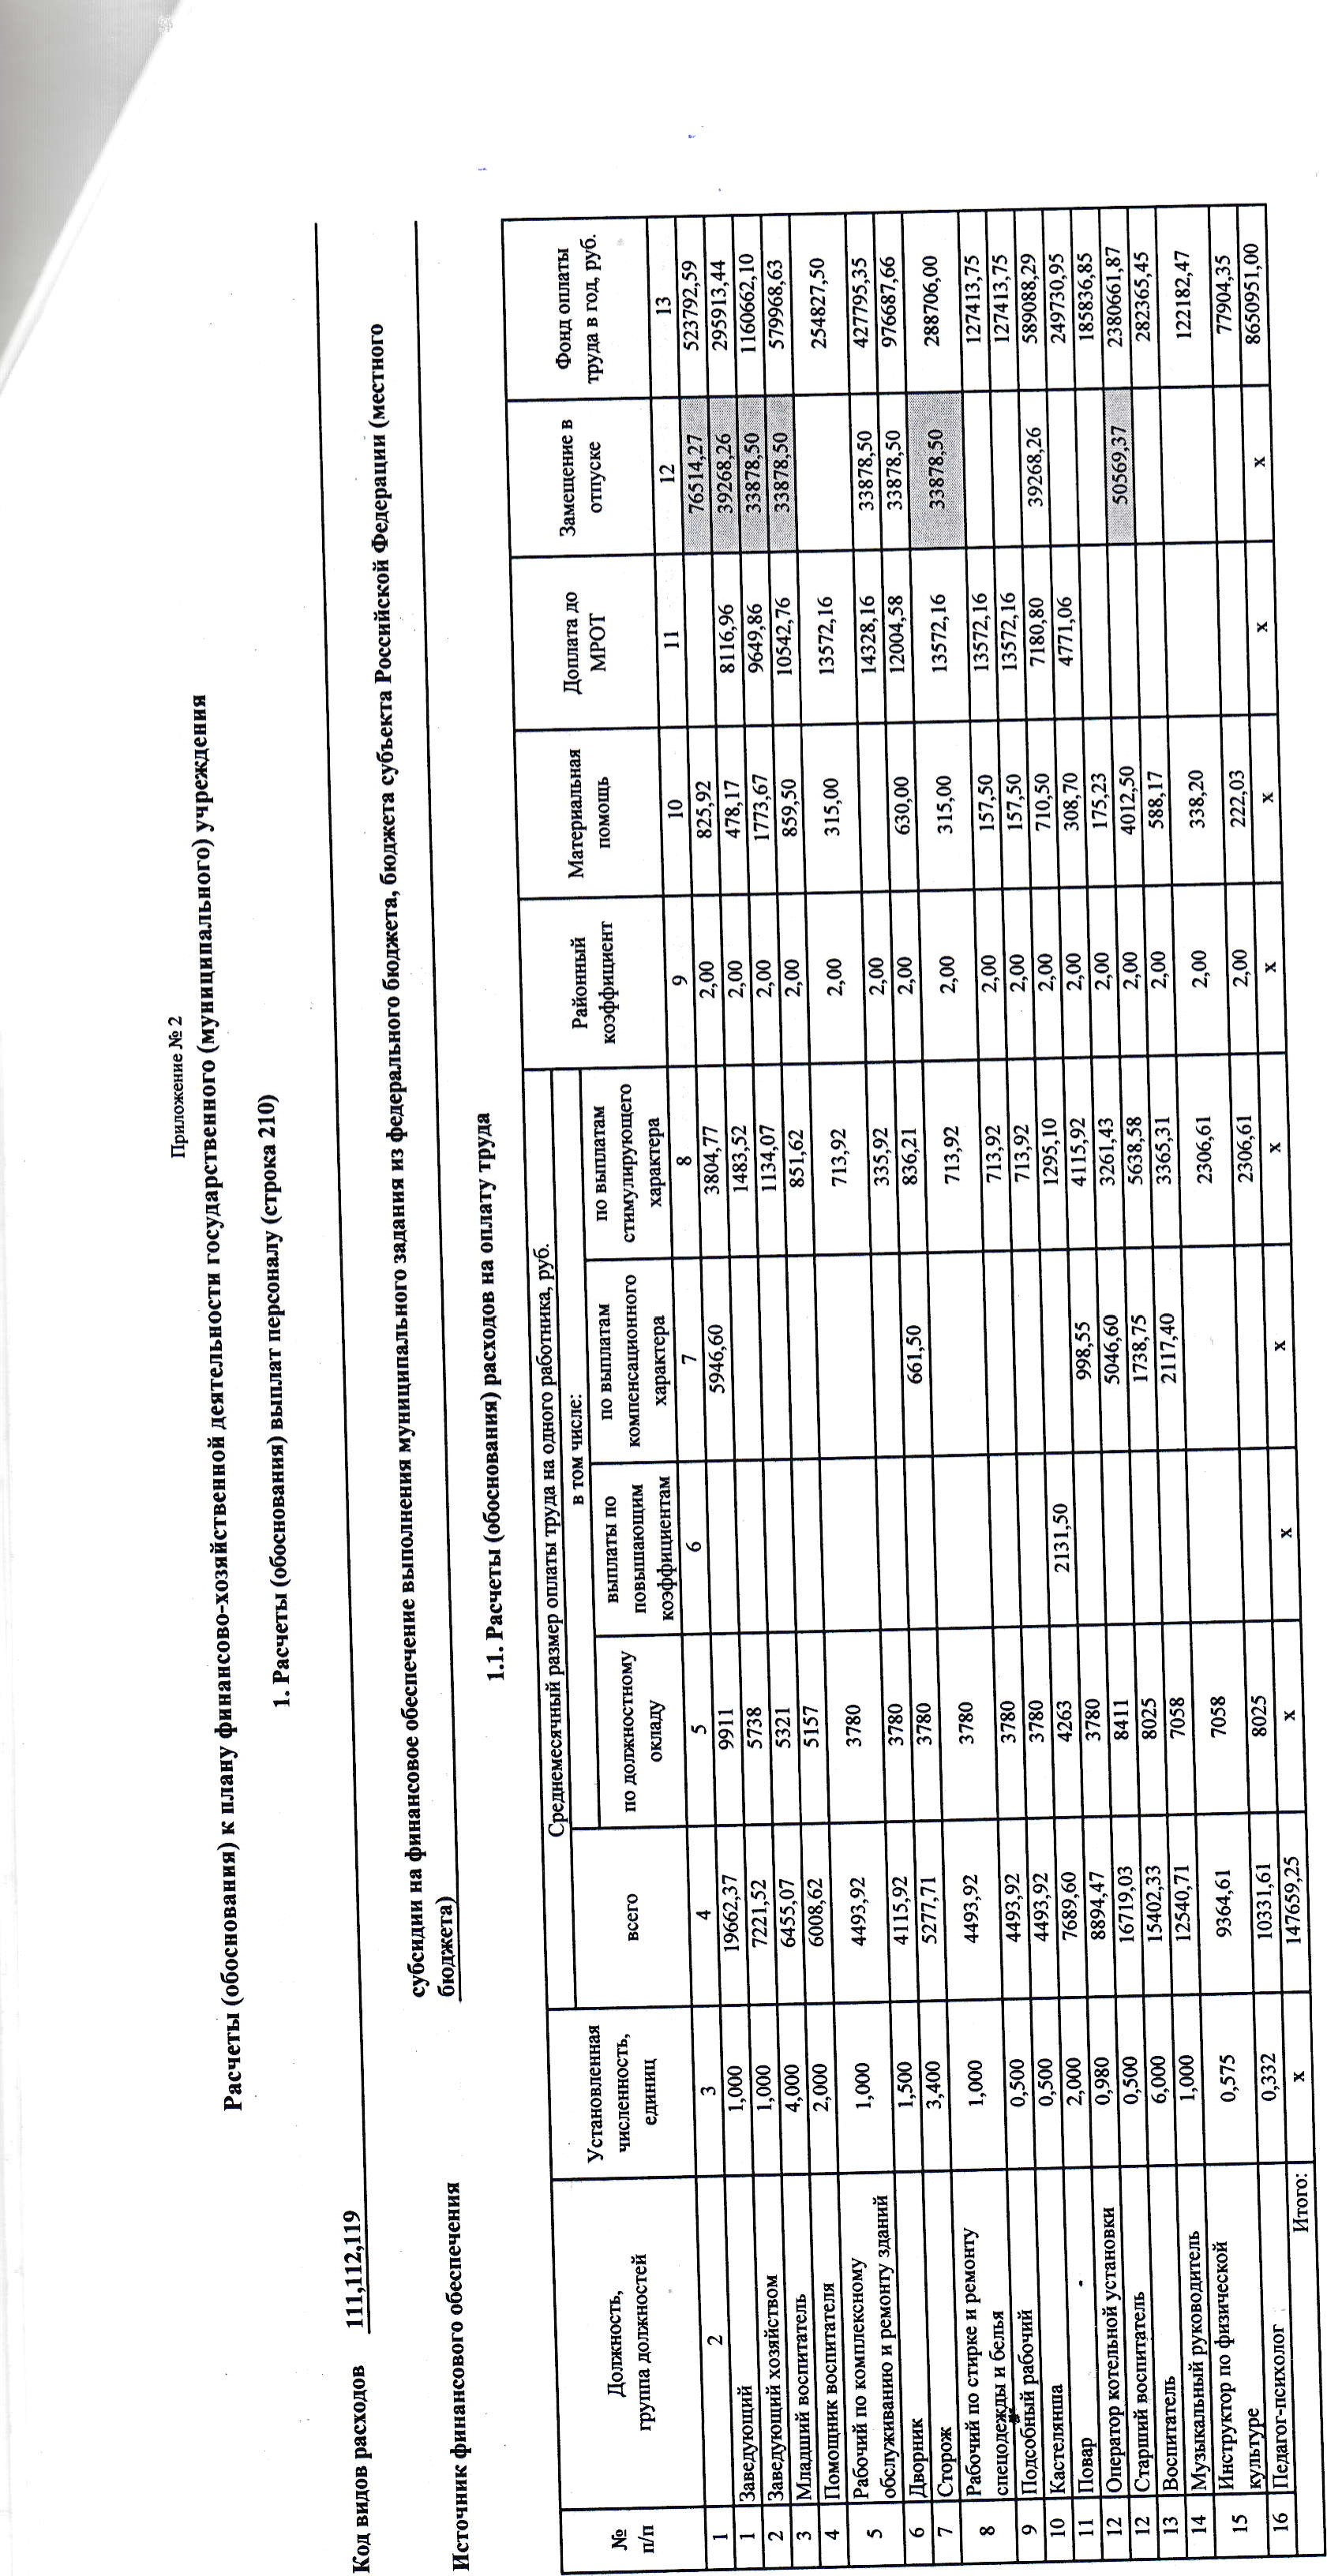 Приложение № 2
Расчеты (обоснования) к плану финансово-хозяйственной деятельности государственного (муниципального) учреждения
1. Расчеты (обоснования) выплат персоналу (строка 210)
Код видов расходов 111,112,119
субсидии на финансовое обеспечение выполнения муниципального задания из федерального бюджета, бюджета субъекта Российской Федерации (местного
Источник финансового обеспечения бюджета)
1.1. Расчеты (обоснования) расходов на оплату труда
№ п/п
Должность,
группа должностей
Установленная
численность,
единиц
Среднемесячный размер оплаты труда на одного работника, руб.
всего
в том числе:
по должностному
окладу
выплаты по
повышающим
коэффициентам
по выплатам
компенсационного
характера
по выплатам
стимулирующего
характера
Районный
коэффициент
Материальная
помощь
Доплата до
МРОТ
Замещение в
отпуске
Фонд оплаты
труда в год, руб.
1 2 3 4 5 6 7 8 9 10 11 12 13
1 Заведующий 1,000 19662,37 9911 5946,60 3804,77 2,00 825,92 76514,27 523792,59
2 Заведующий хозяйством 1,000 7221,52 5738 1483,52 2,00 478,17 8116,96 39268,26 295913,44
3 Младший воспитатель 4,000 6455,07 5321 1134,07 2,00 1773,67 9649,86 33878,50 1160662,10
4 Помощник воспитателя 2,000 6008,62 5157 851,62 2,00 859,50 10542,76 33878,50 579968,63
Рабочий по комплексному
5 обслуживанию и ремонту зданий 1,000 4493,92 3780 713,92 2,00 315,00 13572,16 254827,50
6 Дворник 1,500 4115,92 3780 335,92 2,00 14328,16 33878,50 427795,35
7 Сторож 3,400 5277,71 3780 661,50 836,21 2,00 630,00 12004,58 33878,50 976687,66
Рабочий по стирке и ремонту
8 спецодежды и белья 1,000 4493,92 3780 713,92 2,00 315,00 13572,16 33878,50 288706,00
9 Подсобный рабочий 0,500 4493,92 3780 713,92 2,00 157,50 13572,16 127413,75
10 Кастелянша 0,500 4493,92 3780 713,92 2,00 157,50 13572,16 127413,75
11 Повар 2,000 7689,60 4263 2131,50 1295,10 2,00 710,50 7180,80 39268,26 589088,29
12 Оператор котельной установки 0,980 8894,47 3780 998,55 4115,92 2,00 308,70 4771,06 249730,95
12 Старший воспитатель 0,500 16719,03 8411 5046,60 3261,43 2,00 175,23 185836,85
13 Воспитатель 6,000 15402,33 8025 1738,75 5638,58 2,00 4012,50 50569,37 2380661,87
14 Музыкальный руководитель 1,000 12540,71 7058 2117,40 3365,31 2,00 588,17 282365,45
Инструктор по физической
15 культуре 0,575 9364,61 7058 2306,61 2,00 338,20 122182,47
16 Педагог-психолог 0,332 10331,61 8025 2306,61 2,00 222,03 77904,35
Итого: х 147659,25 х х х х х х х х 8650951,00